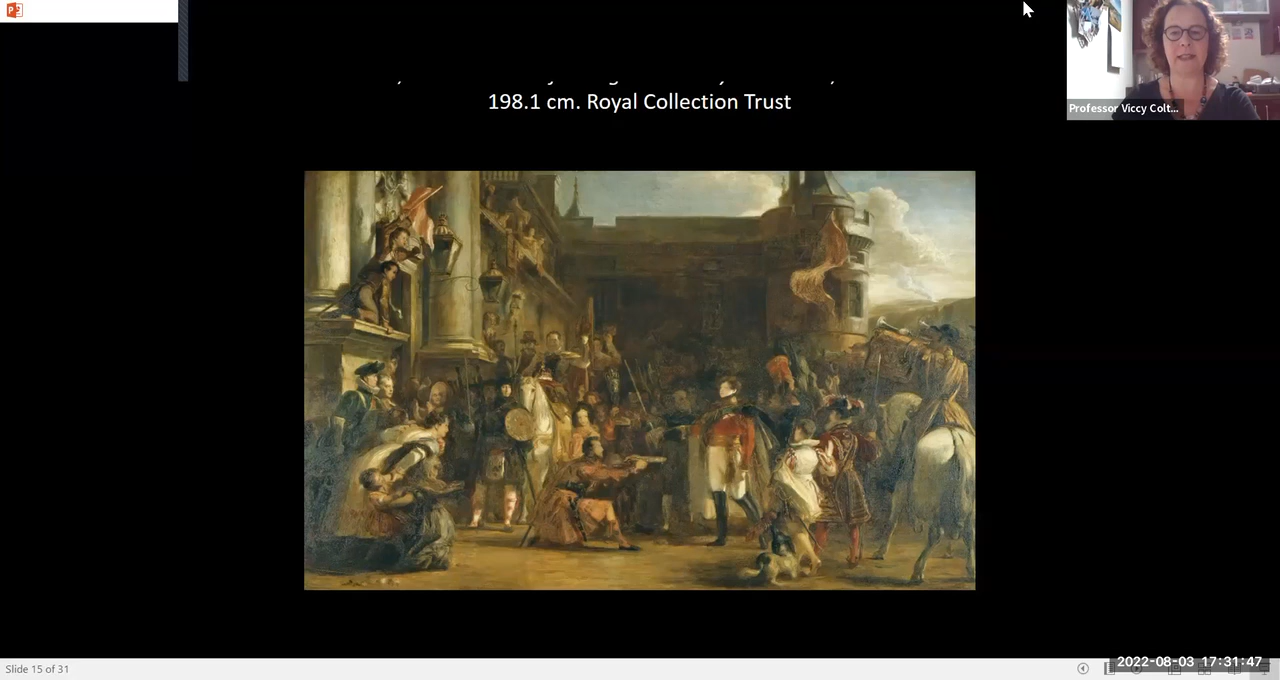 198.1 cm. Royal Collection Trust
Professor Viccy Colt...
Slide 15 of 31
2022-08-03 17:31:47